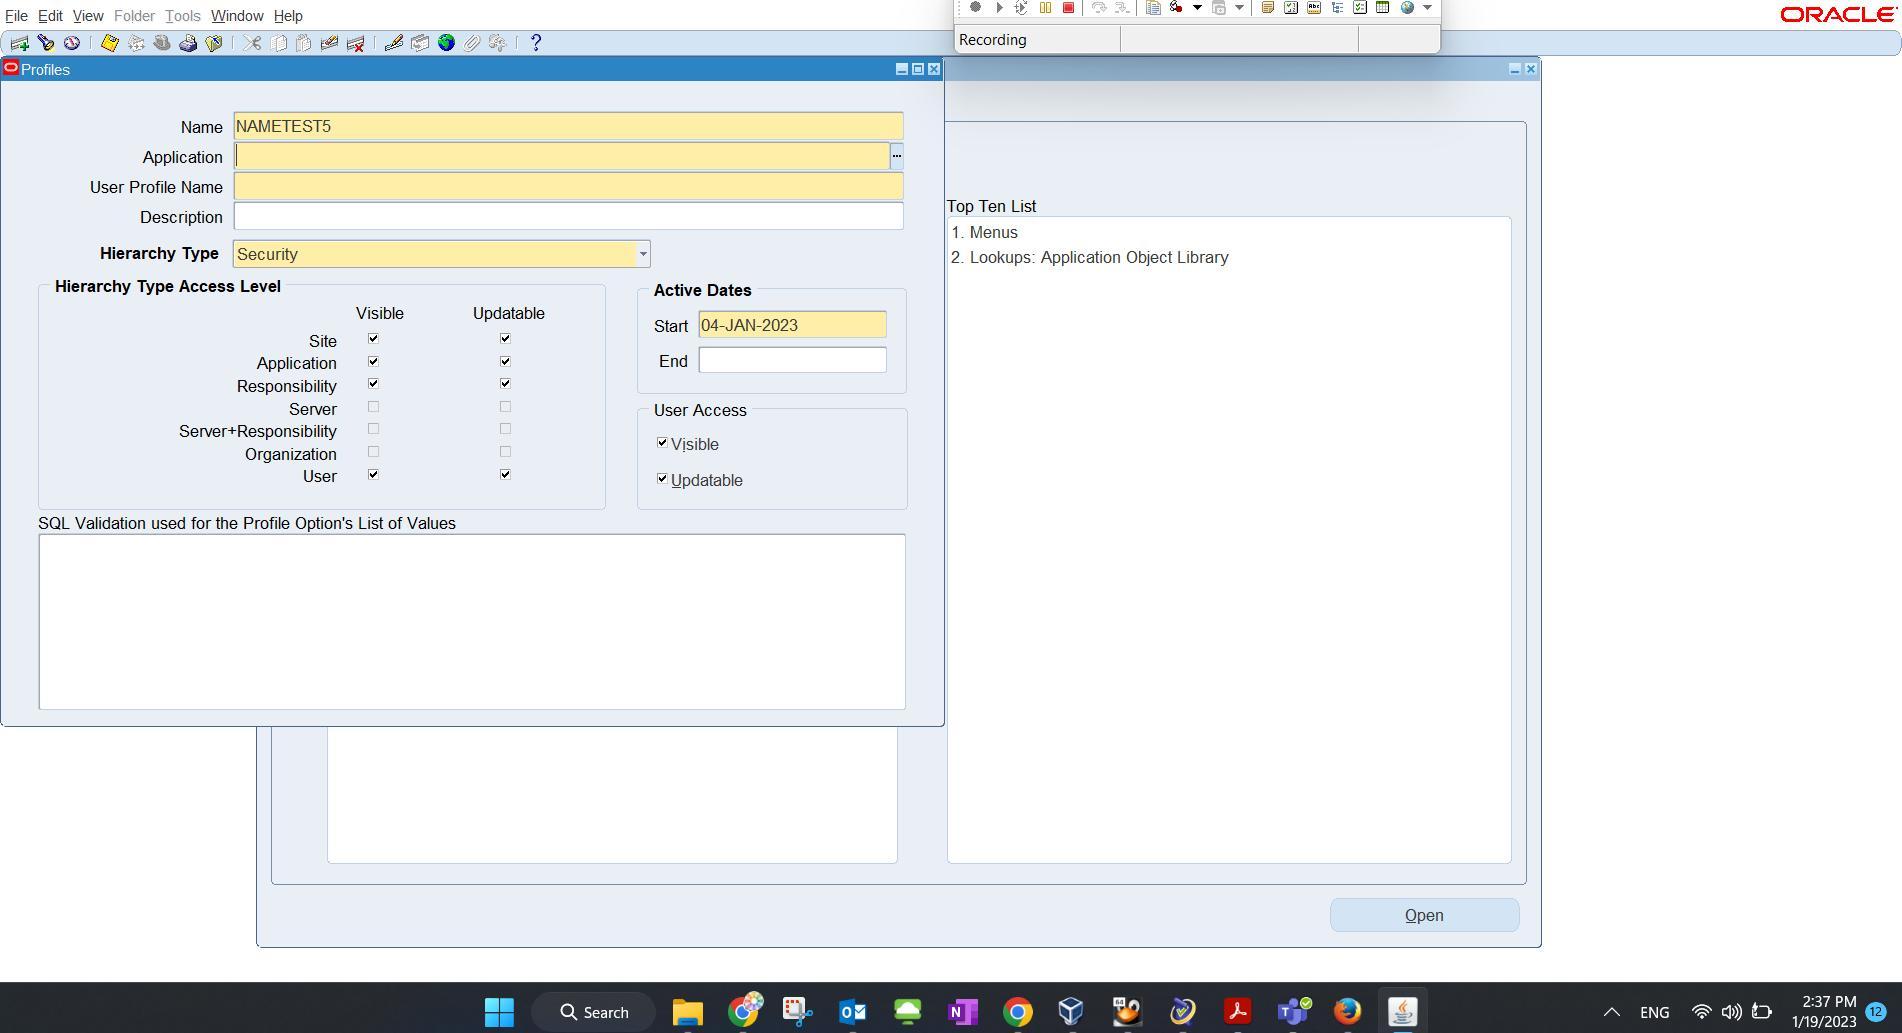 File Edit View Folder Tools Window Help
ORACLE
Recording
Profiles
Name NAMETEST5
Application
User Profile Name
Description
Hierarchy Type Security
Hierarchy Type Access Level
Visible Updatable
Site
Application
Responsibility
Server
Server+Responsibility
Organization
User
Active Dates
Start 04-JAN-2023
End
User Access
Visible
Updatable
SQL Validation used for the Profile Option's List of Values
Top Ten List
1. Menus
2. Lookups: Application Object Library
Open
Search
ENG
2:37 PM
1/19/2023
12